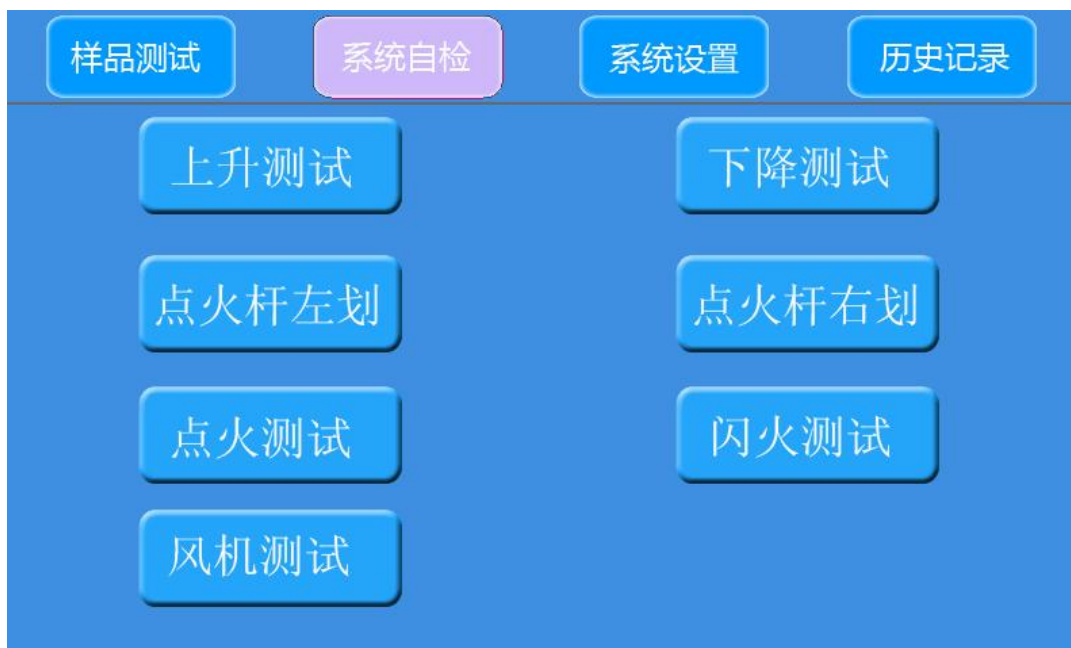 样品测试 系统自检 系统设置 历史记录
上升测试 下降测试
点火杆左划 点火杆右划
点火测试 闪火测试
风机测试